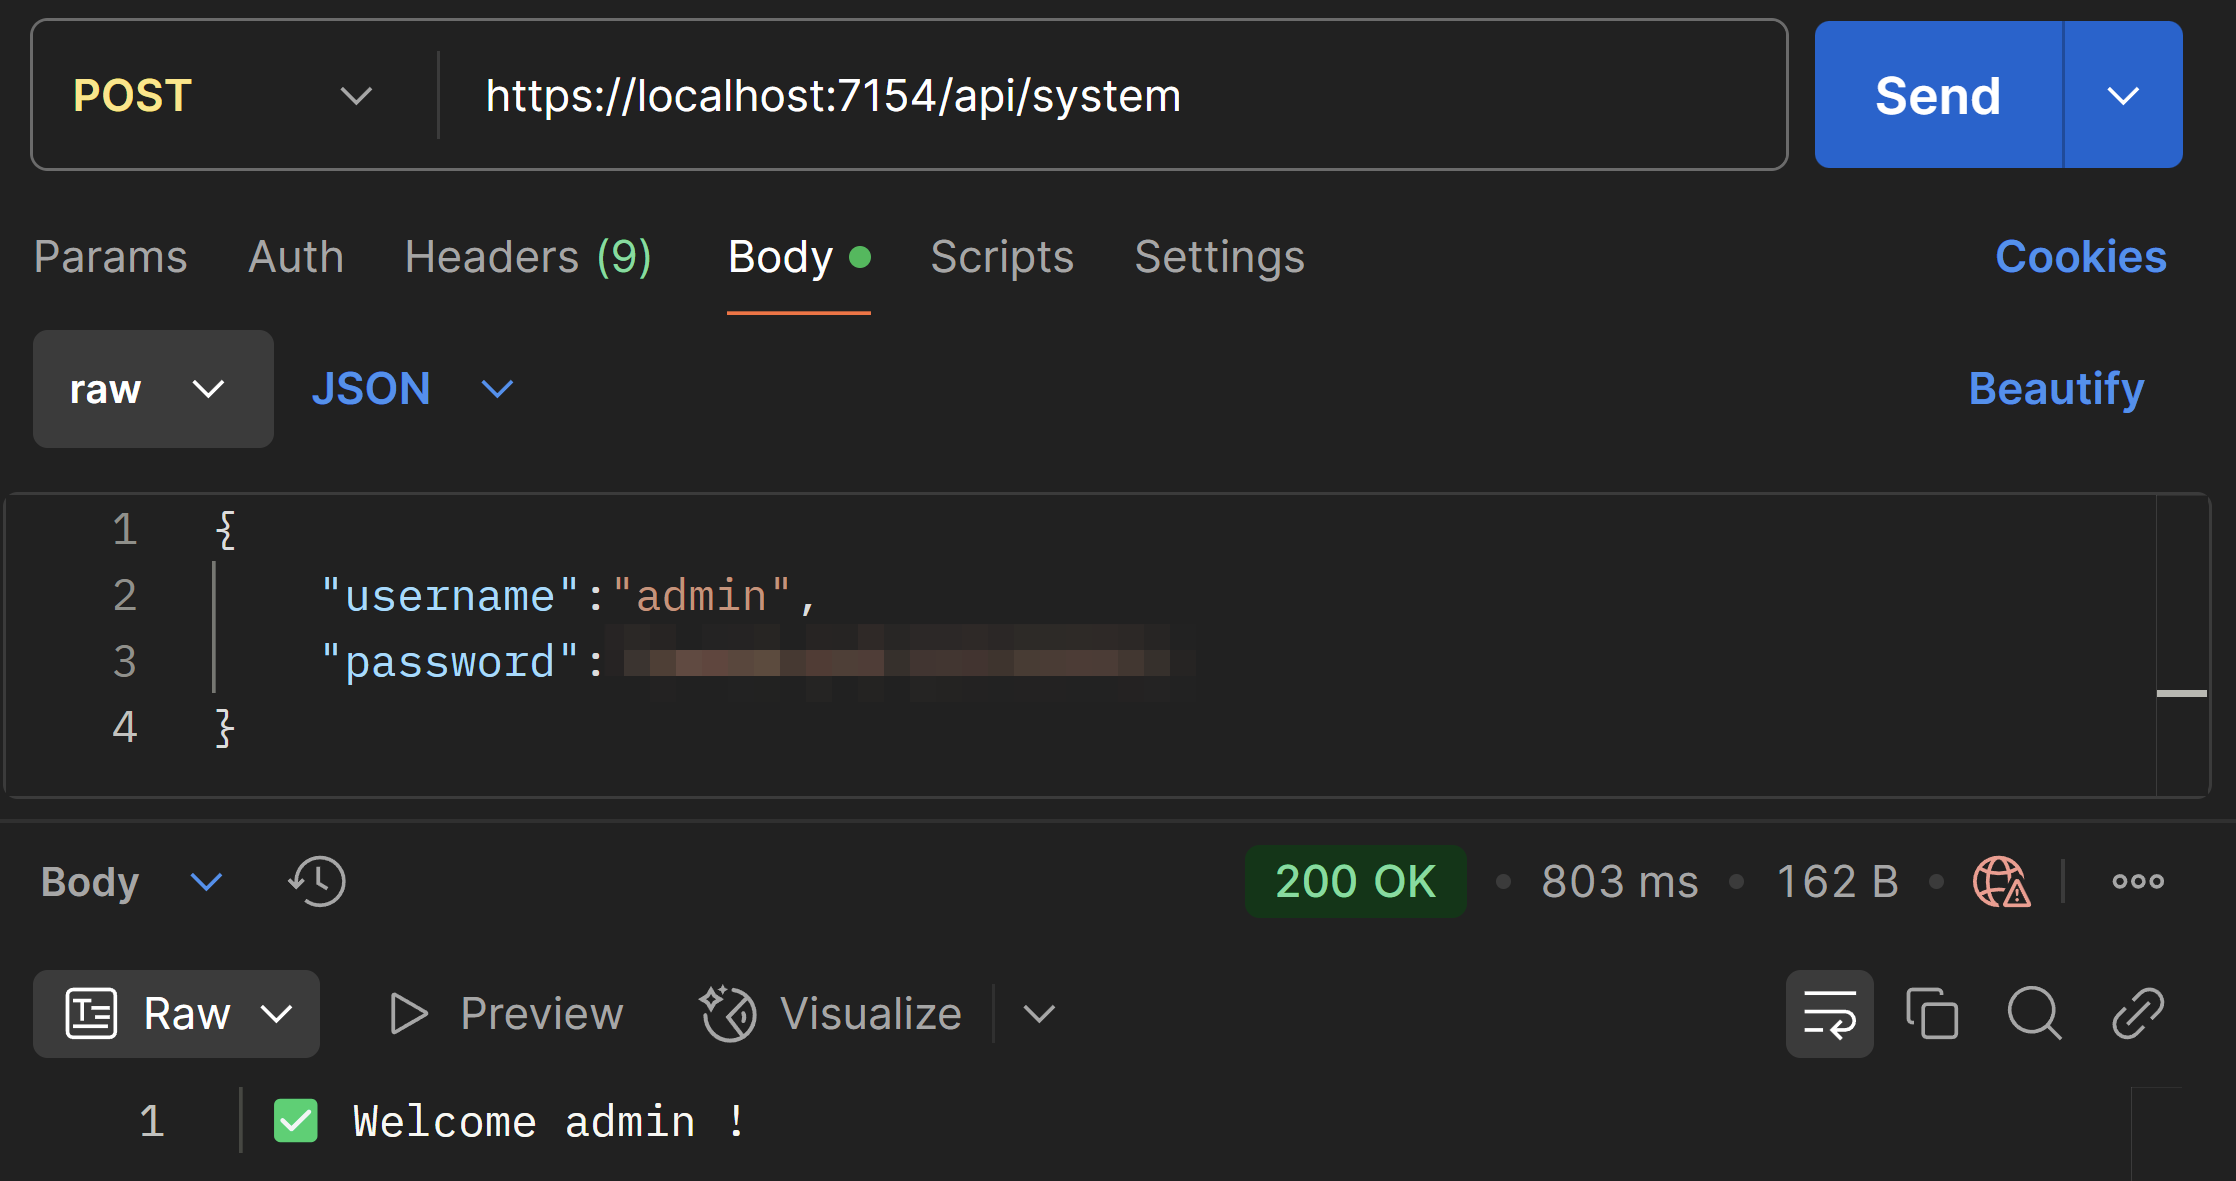 POST https://localhost:7154/api/system Send
Params Auth Headers (9) Body Scripts Settings Cookies
raw JSON Beautify
1 {
2 "username":"admin",
3 "password":
4 }
Body 200 OK • 803 ms • 162 B
Raw Preview Visualize
1 ✅ Welcome admin !